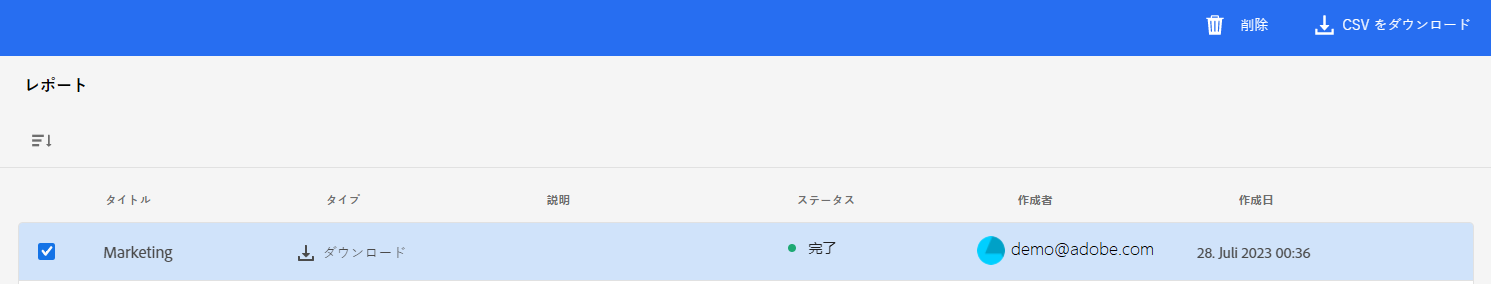 削除 CSV をダウンロード
レポート
タイトル タイプ 説明 ステータス 作成者 作成日
Marketing ダウンロード 完了 demo@adobe.com 28. Juli 2023 00:36